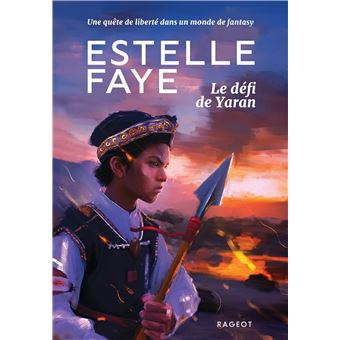 Une quête de liberté dans un monde de fantasy
ESTELLE
FAYE
Le défi
de Yaran
RAGEOT